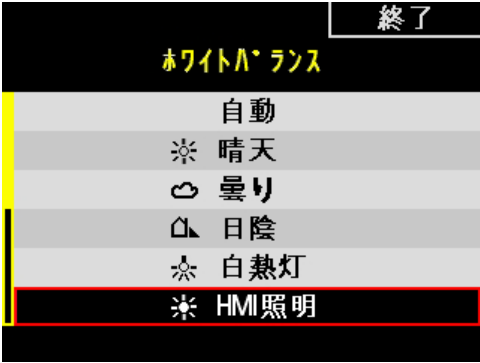 終了
ホワイトバランス
自動
晴天
曇り
日陰
白熱灯
HMI照明